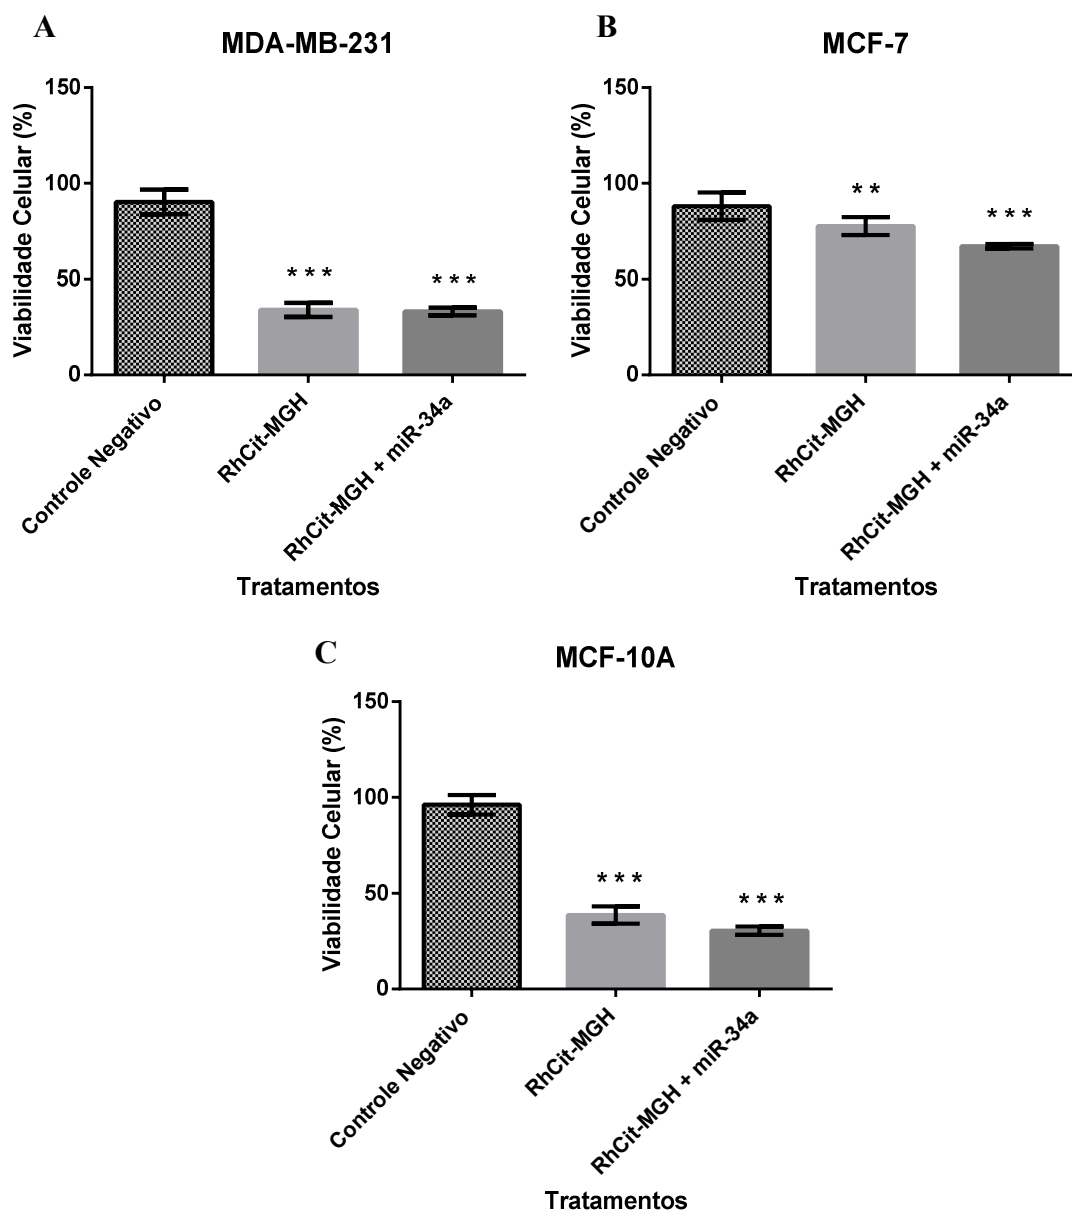 A
MDA-MB-231
Viabilidade Celular (%)
150
100
50
0
***
***
Controle Negativo
RhCit-MGH
RhCit-MGH + miR-34a
Tratamentos
B
MCF-7
Viabilidade Celular (%)
150
100
50
0
**
***
Controle Negativo
RhCit-MGH
RhCit-MGH + miR-34a
Tratamentos
C
MCF-10A
Viabilidade Celular (%)
150
100
50
0
***
***
Controle Negativo
RhCit-MGH
RhCit-MGH + miR-34a
Tratamentos